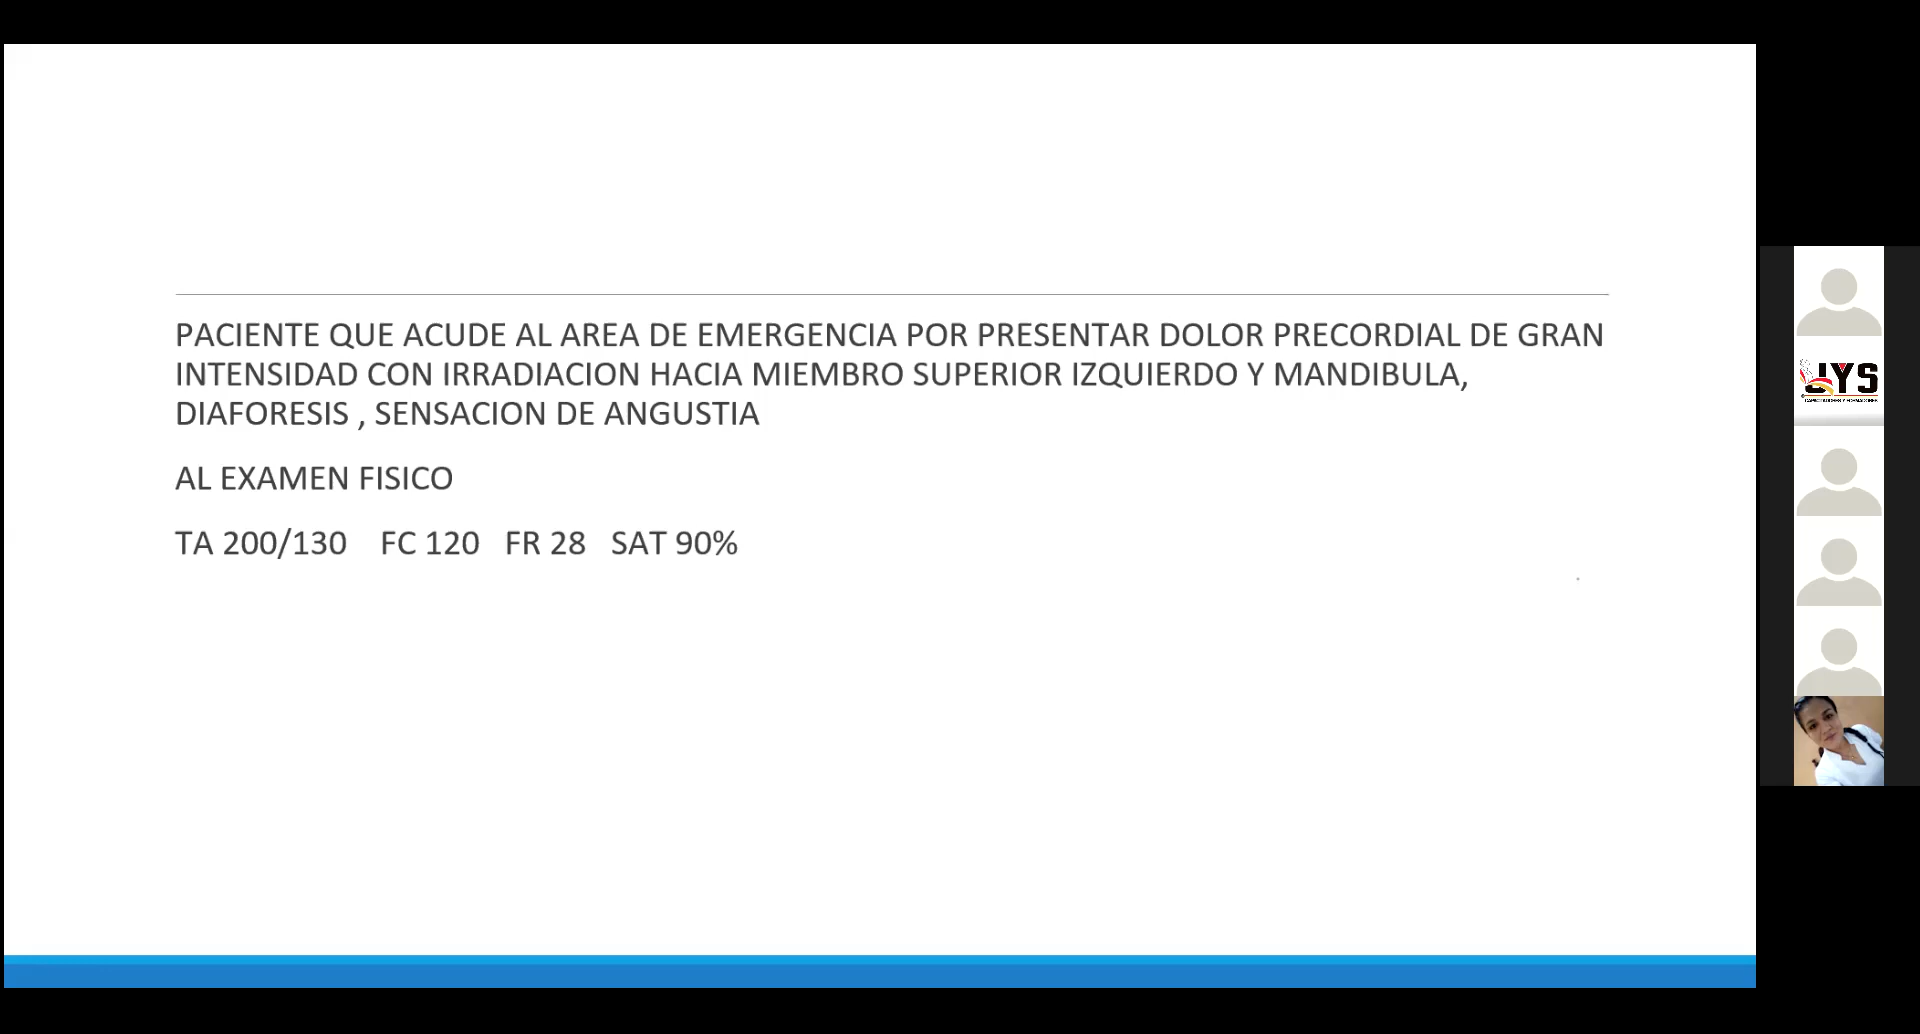 PACIENTE QUE ACUDE AL AREA DE EMERGENCIA POR PRESENTAR DOLOR PRECORDIAL DE GRAN
INTENSIDAD CON IRRADIACION HACIA MIEMBRO SUPERIOR IZQUIERDO Y MANDIBULA,
DIAFORESIS , SENSACION DE ANGUSTIA
AL EXAMEN FISICO
TA 200/130 FC 120 FR 28 SAT 90%
JYS
CAPACITADORES Y FORMADORES